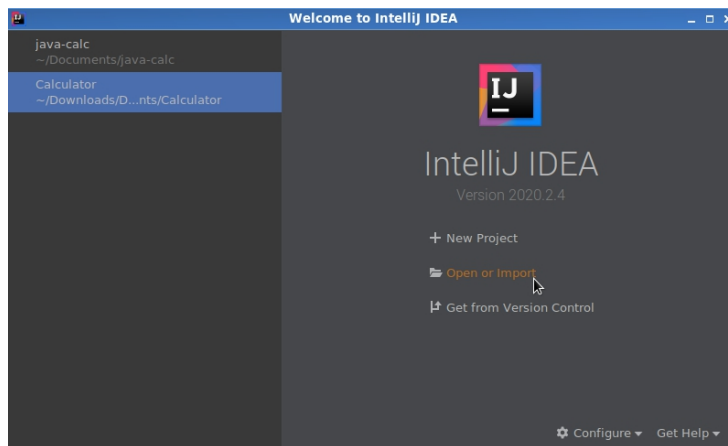 Welcome to IntelliJ IDEA
java-calc
~/Documents/java-calc
Calculator
~/Downloads/D...nts/Calculator
IJ
IntelliJ IDEA
Version 2020.2.4
New Project
Open or Import
Get from Version Control
Configure
Get Help